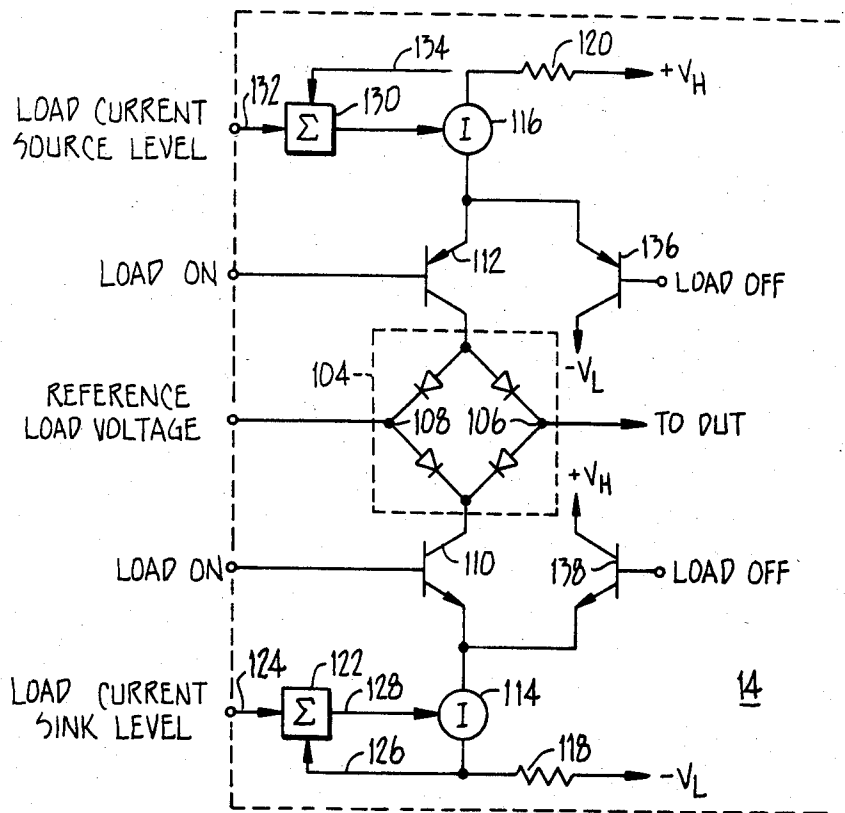 134
120
+VH
LOAD CURRENT
SOURCE LEVEL
132
Σ
130
I
116
LOAD ON
112
136
LOAD OFF
-VL
104
REFERENCE
LOAD VOLTAGE
108
106
TO DUT
+VH
LOAD ON
110
138
LOAD OFF
LOAD CURRENT
SINK LEVEL
124
122
Σ
128
I
114
14
126
118
-VL